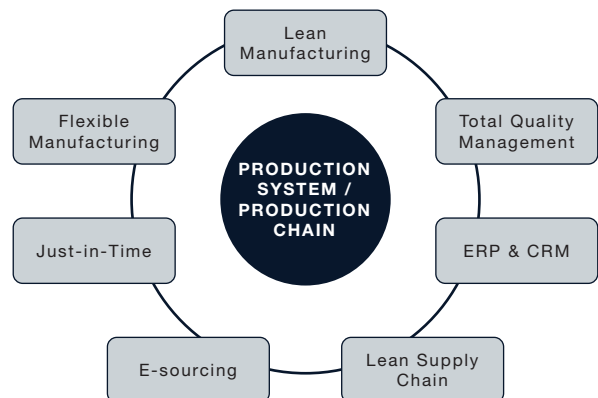 Lean
Manufacturing
Flexible
Manufacturing
Total Quality
Management
PRODUCTION
SYSTEM /
PRODUCTION
CHAIN
Just-in-Time
ERP & CRM
E-sourcing
Lean Supply
Chain